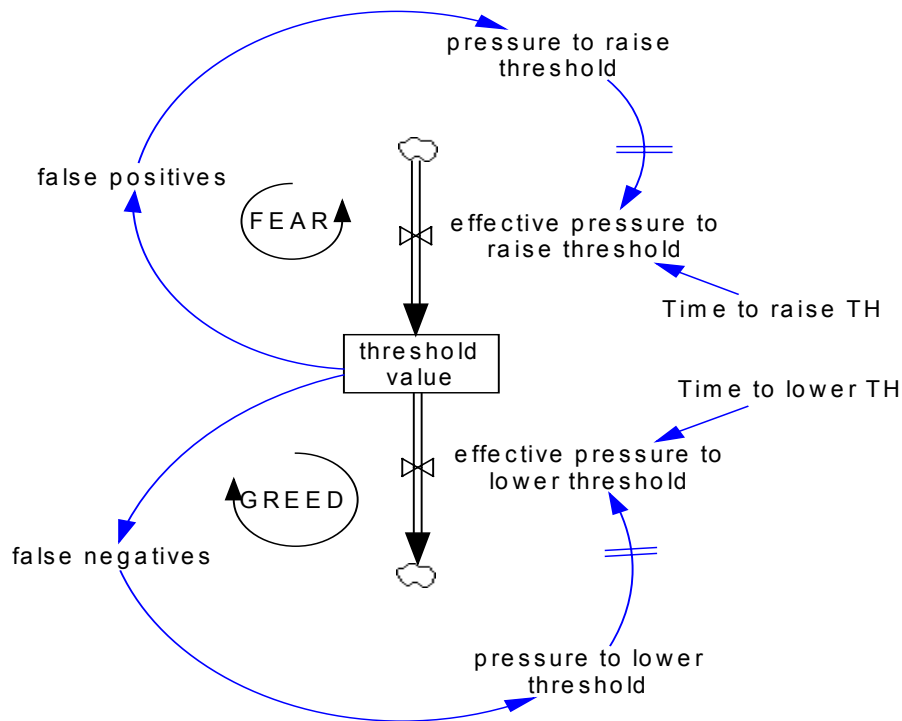 pressure to raise
threshold
false positives
FEAR
effective pressure to
raise threshold
Time to raise TH
threshold
value
Time to lower TH
effective pressure to
lower threshold
GREED
false negatives
pressure to lower
threshold